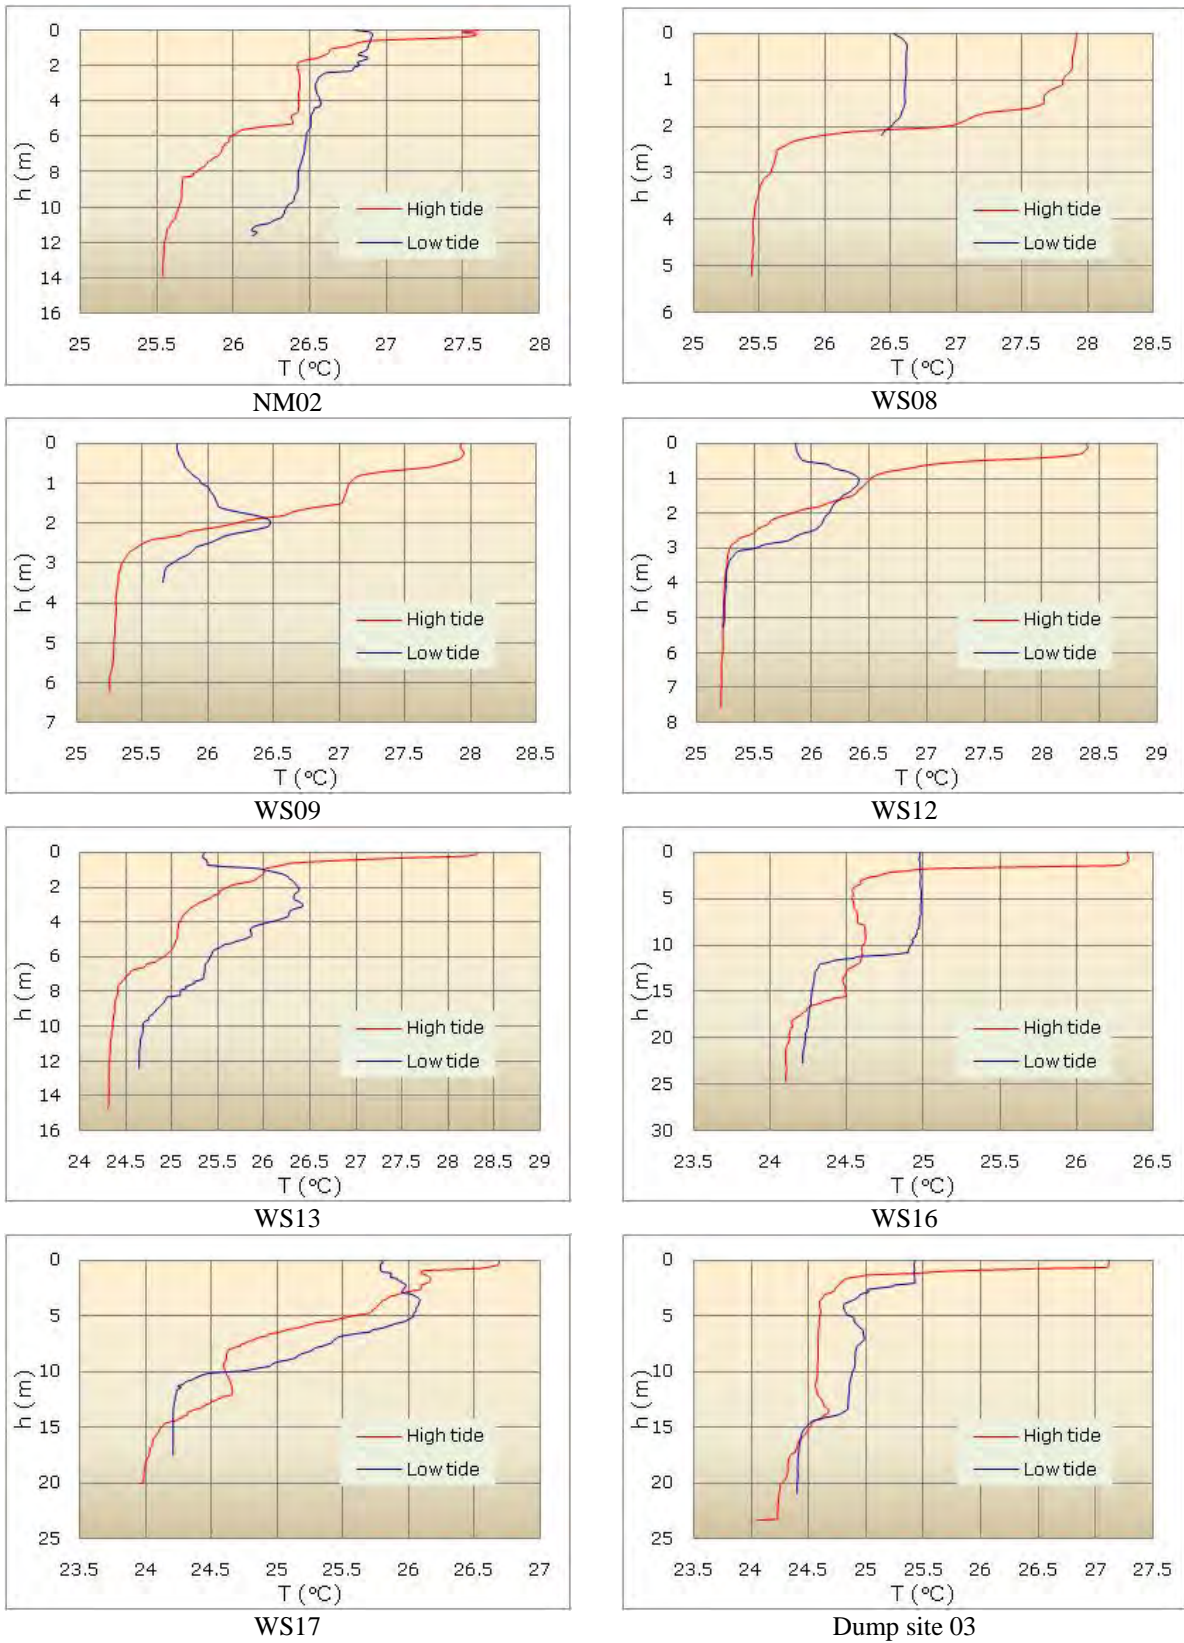 0
2
4
6
8
10
12
14
16
h (m)
25 25.5 26 26.5 27 27.5 28
T (°C)
High tide
Low tide
NM02
0
1
2
3
4
5
6
h (m)
25 25.5 26 26.5 27 27.5 28 28.5
T (°C)
High tide
Low tide
WS08
0
1
2
3
4
5
6
7
h (m)
25 25.5 26 26.5 27 27.5 28 28.5
T (°C)
High tide
Low tide
WS09
0
1
2
3
4
5
6
7
8
h (m)
25 25.5 26 26.5 27 27.5 28 28.5 29
T (°C)
High tide
Low tide
WS12
0
2
4
6
8
10
12
14
16
h (m)
24 24.5 25 25.5 26 26.5 27 27.5 28 28.5 29
T (°C)
High tide
Low tide
WS13
0
5
10
15
20
25
30
h (m)
23.5 24 24.5 25 25.5 26 26.5
T (°C)
High tide
Low tide
WS16
0
5
10
15
20
25
h (m)
23.5 24 24.5 25 25.5 26 26.5 27
T (°C)
High tide
Low tide
WS17
0
5
10
15
20
25
h (m)
23.5 24 24.5 25 25.5 26 26.5 27 27.5
T (°C)
High tide
Low tide
Dump site 03